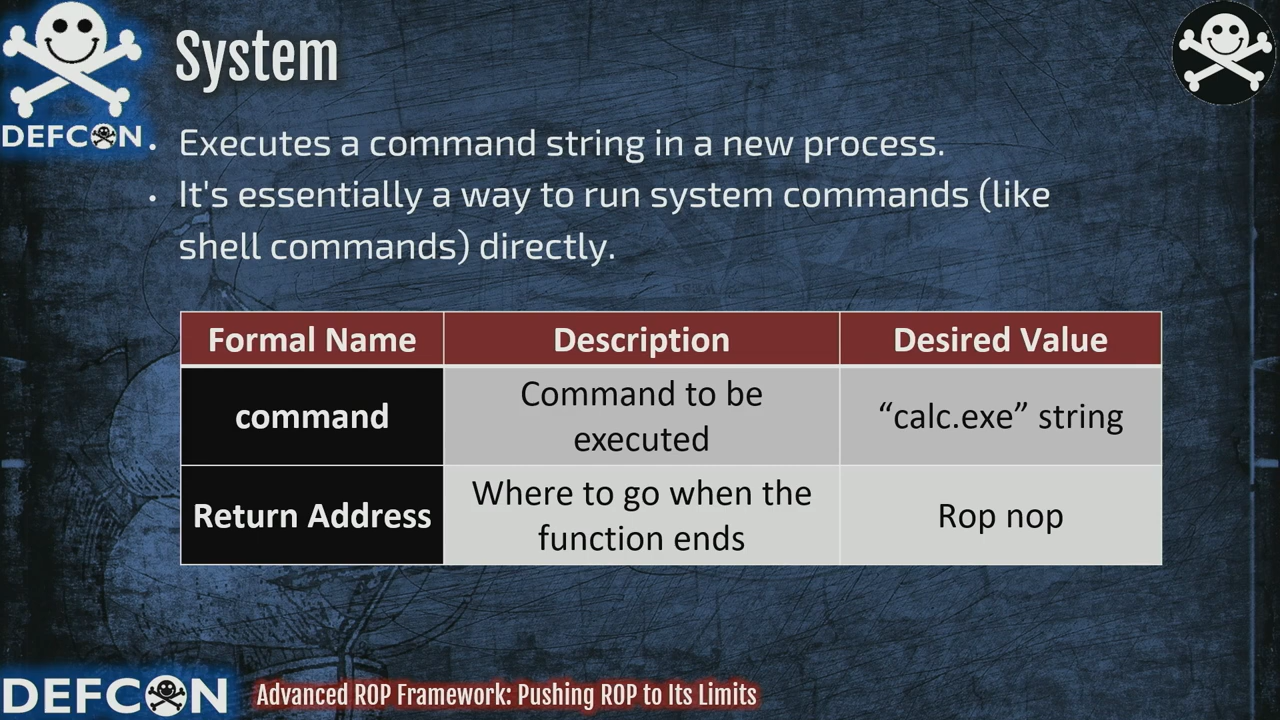 System
DEFCON
• Executes a command string in a new process.
• It's essentially a way to run system commands (like
shell commands) directly.
Formal Name Description Desired Value
command Command to be
executed “calc.exe” string
Return Address Where to go when the
function ends Rop nop
DEFCON Advanced ROP Framework: Pushing ROP to Its Limits